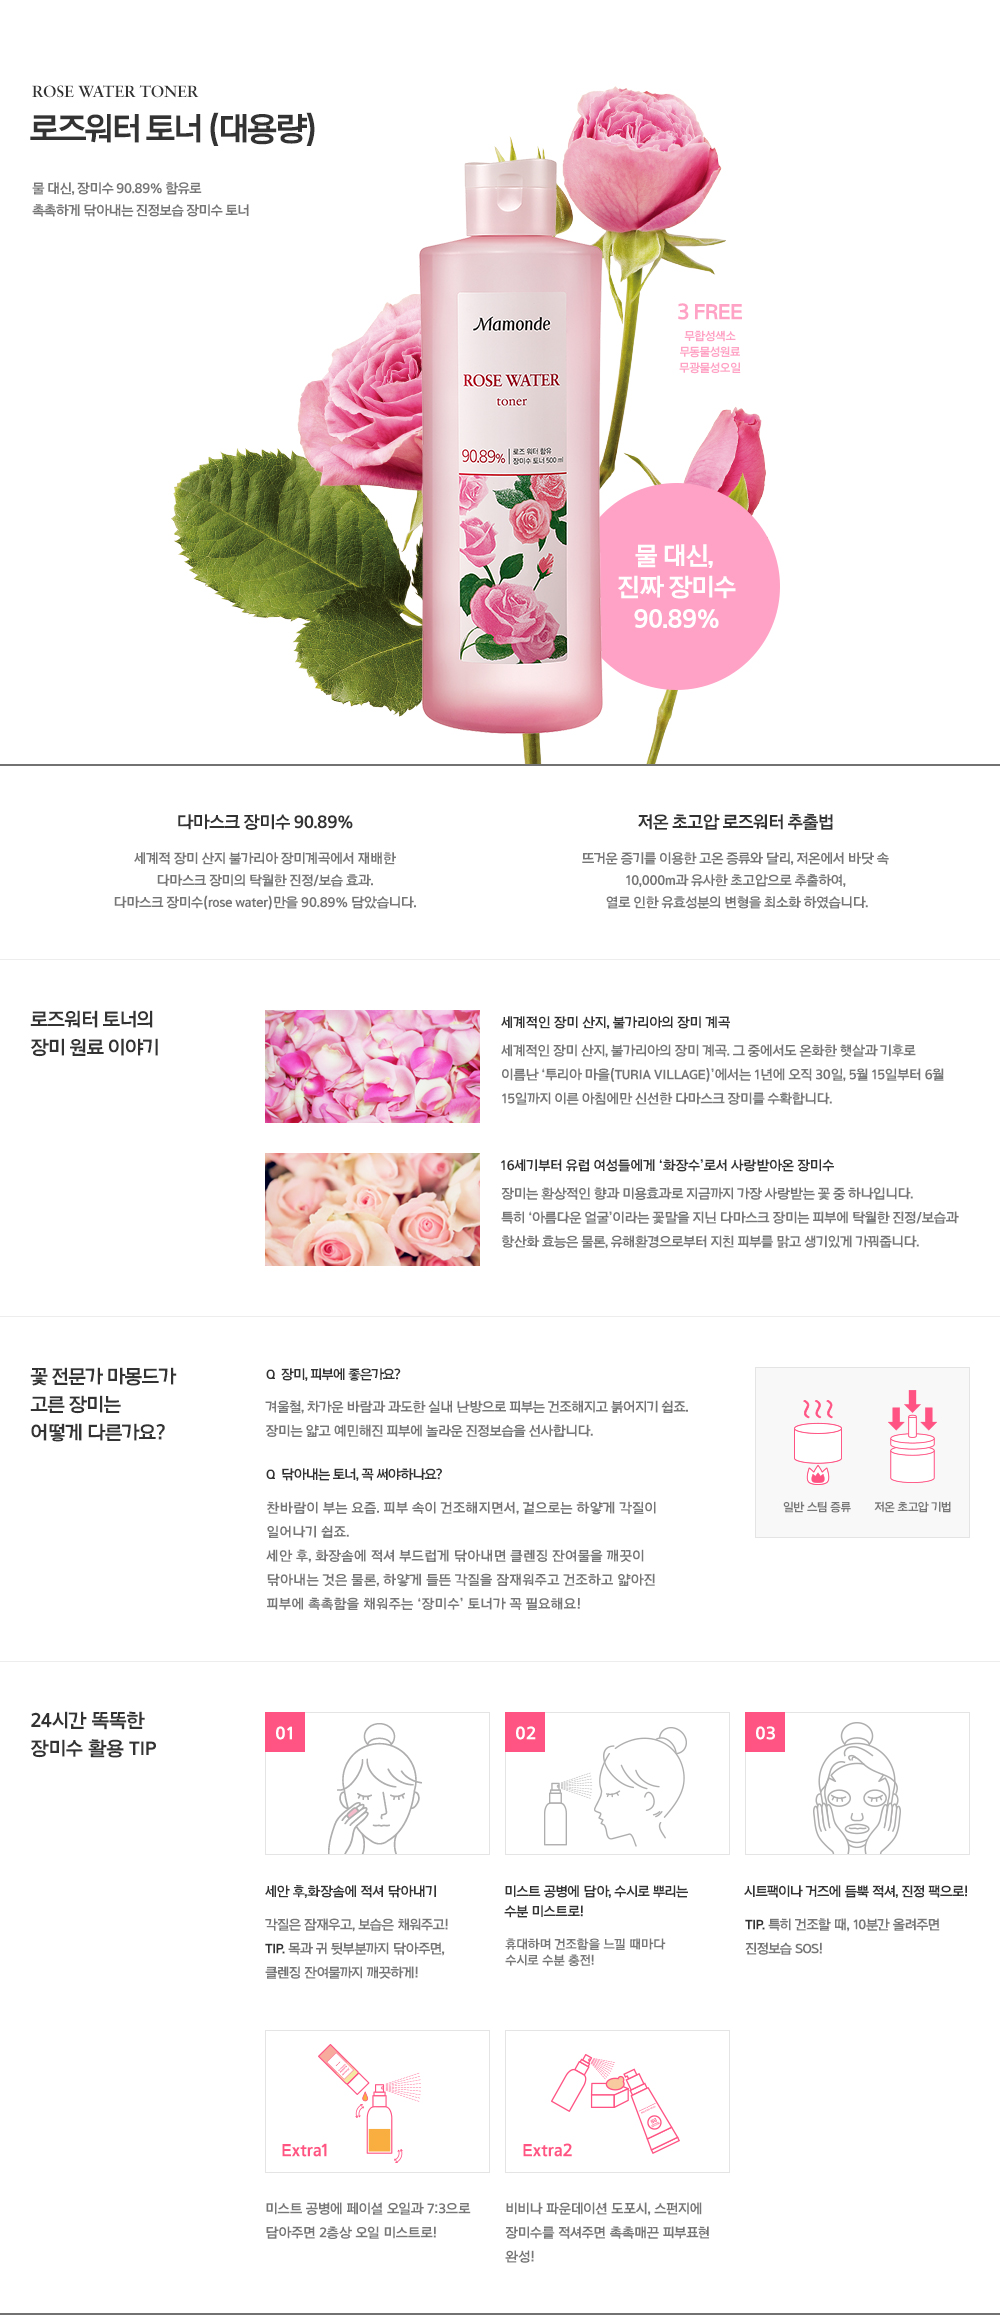 ROSE WATER TONER
로즈워터 토너 (대용량)
물 대신, 장미수 90.89% 함유로
촉촉하게 닦아내는 진정보습 장미수 토너
Mamonde
ROSE WATER
toner
90.89%
로즈 워터 함유
장미수 토너 500 ml
3 FREE
무합성색소
무동물성원료
무광물성오일
물 대신,
진짜 장미수
90.89%
다마스크 장미수 90.89%
세계적 장미 산지 불가리아 장미계곡에서 재배한
다마스크 장미의 탁월한 진정/보습 효과.
다마스크 장미수(rose water)만을 90.89% 담았습니다.
저온 초고압 로즈워터 추출법
뜨거운 증기를 이용한 고온 증류와 달리, 저온에서 바닷 속
10,000m과 유사한 초고압으로 추출하여,
열로 인한 유효성분의 변형을 최소화 하였습니다.
로즈워터 토너의
장미 원료 이야기
세계적인 장미 산지, 불가리아의 장미 계곡
세계적인 장미 산지, 불가리아의 장미 계곡. 그 중에서도 온화한 햇살과 기후로
이름난 ‘투리아 마을(TURIA VILLAGE)’에서는 1년에 오직 30일, 5월 15일부터 6월
15일까지 이른 아침에만 신선한 다마스크 장미를 수확합니다.
16세기부터 유럽 여성들에게 ‘화장수’로서 사랑받아온 장미수
장미는 환상적인 향과 미용효과로 지금까지 가장 사랑받는 꽃 중 하나입니다.
특히 ‘아름다운 얼굴’이라는 꽃말을 지닌 다마스크 장미는 피부에 탁월한 진정/보습과
항산화 효능은 물론, 유해환경으로부터 지친 피부를 맑고 생기있게 가꿔줍니다.
꽃 전문가 마몽드가
고른 장미는
어떻게 다른가요?
Q 장미, 피부에 좋은가요?
겨울철, 차가운 바람과 과도한 실내 난방으로 피부는 건조해지고 붉어지기 쉽죠.
장미는 얇고 예민해진 피부에 놀라운 진정보습을 선사합니다.
Q 닦아내는 토너, 꼭 써야하나요?
찬바람이 부는 요즘. 피부 속이 건조해지면서, 겉으로는 하얗게 각질이
일어나기 쉽죠.
세안 후, 화장솜에 적셔 부드럽게 닦아내면 클렌징 잔여물을 깨끗이
닦아내는 것은 물론, 하얗게 들뜬 각질을 잠재워주고 건조하고 얇아진
피부에 촉촉함을 채워주는 ‘장미수’ 토너가 꼭 필요해요!
일반 스팀 증류
저온 초고압 기법
24시간 똑똑한
장미수 활용 TIP
01
02
03
세안 후,화장솜에 적셔 닦아내기
각질은 잠재우고, 보습은 채워주고!
TIP. 목과 귀 뒷부분까지 닦아주면,
클렌징 잔여물까지 깨끗하게!
미스트 공병에 담아, 수시로 뿌리는
수분 미스트로!
휴대하며 건조함을 느낄 때마다
수시로 수분 충전!
시트팩이나 거즈에 듬뿍 적셔, 진정 팩으로!
TIP. 특히 건조할 때, 10분간 올려주면
진정보습 SOS!
Extra1
Extra2
미스트 공병에 페이셜 오일과 7:3으로
담아주면 2층상 오일 미스트로!
비비나 파운데이션 도포시, 스펀지에
장미수를 적셔주면 촉촉매끈 피부표현
완성!